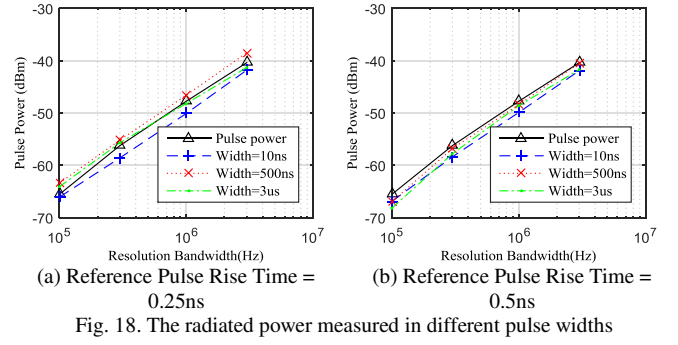 -30
-40
-50
-60
-70
Pulse Power (dBm)
Pulse power
Width=10ns
Width=500ns
Width=3us
10^5
10^6
10^7
Resolution Bandwidth(Hz)
(a) Reference Pulse Rise Time =
0.25ns
-30
-40
-50
-60
-70
Pulse Power (dBm)
Pulse power
Width=10ns
Width=500ns
Width=3us
10^5
10^6
10^7
Resolution Bandwidth(Hz)
(b) Reference Pulse Rise Time =
0.5ns
Fig. 18. The radiated power measured in different pulse widths